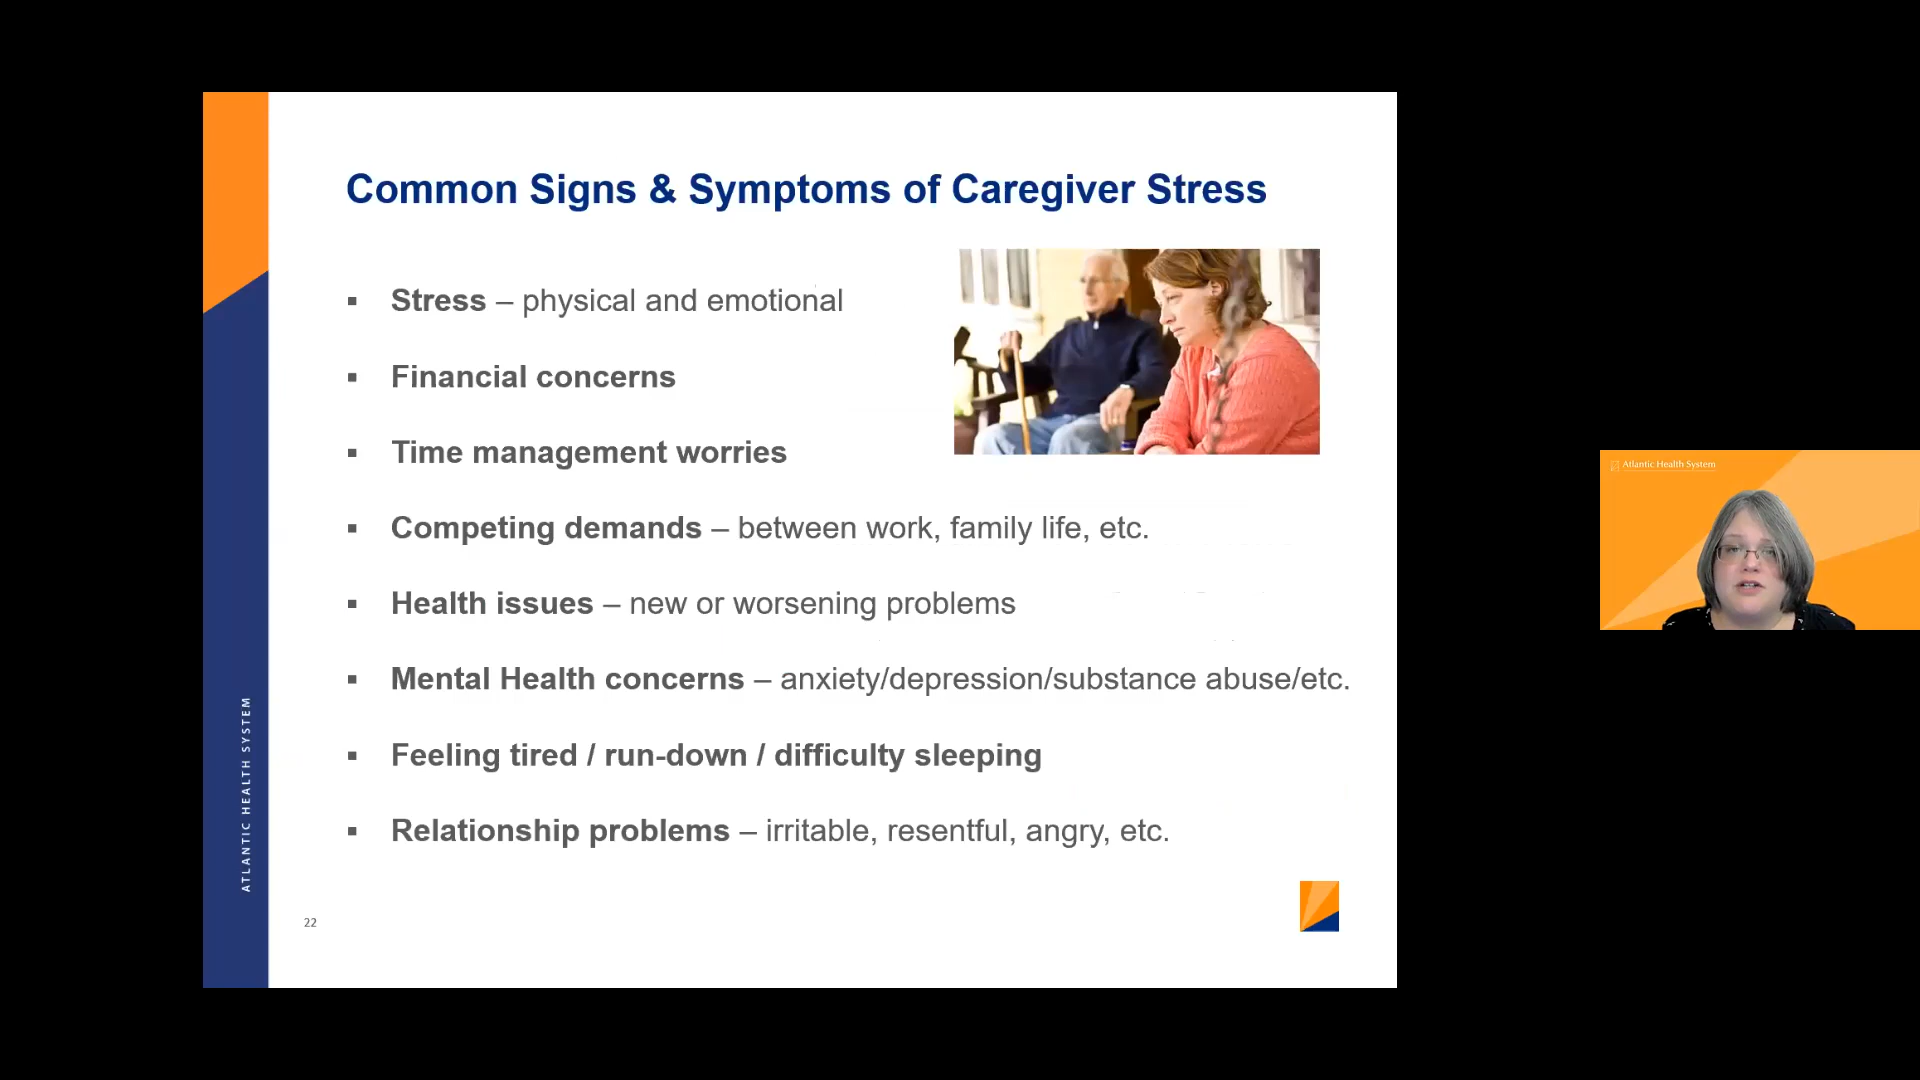 Common Signs & Symptoms of Caregiver Stress
▪ Stress – physical and emotional
▪ Financial concerns
▪ Time management worries
▪ Competing demands – between work, family life, etc.
▪ Health issues – new or worsening problems
▪ Mental Health concerns – anxiety/depression/substance abuse/etc.
▪ Feeling tired / run-down / difficulty sleeping
▪ Relationship problems – irritable, resentful, angry, etc.
ATLANTIC HEALTH SYSTEM
22
Atlantic Health System